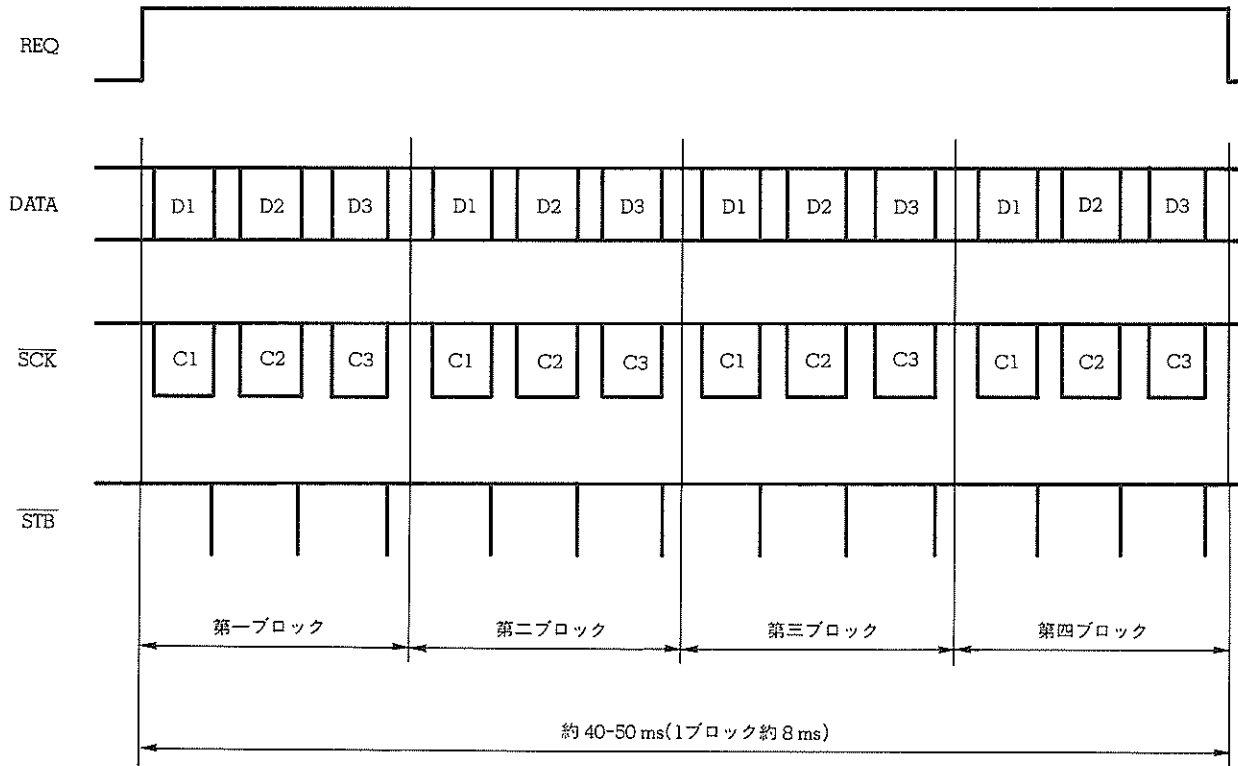 REQ
DATA D1 D2 D3 D1 D2 D3 D1 D2 D3 D1 D2 D3
SCK C1 C2 C3 C1 C2 C3 C1 C2 C3 C1 C2 C3
STB
第一ブロック 第二ブロック 第三ブロック 第四ブロック
約 40-50 ms(1ブロック約 8 ms)